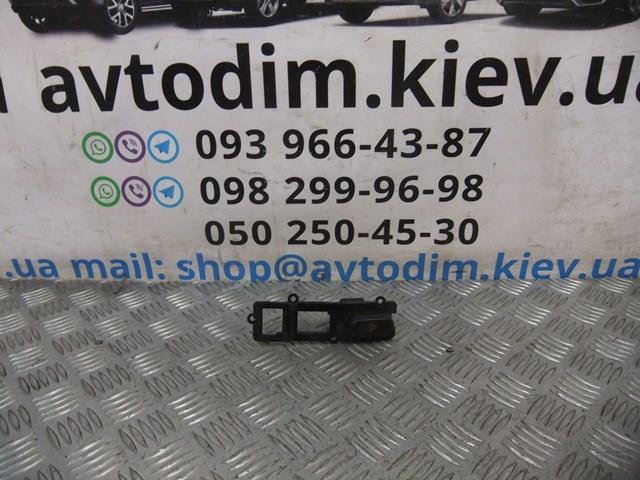 avtodim.kiev.ua
093 966-43-87
098 299-96-98
050 250-45-30
.ua mail: shop@avtodim.kiev.ua